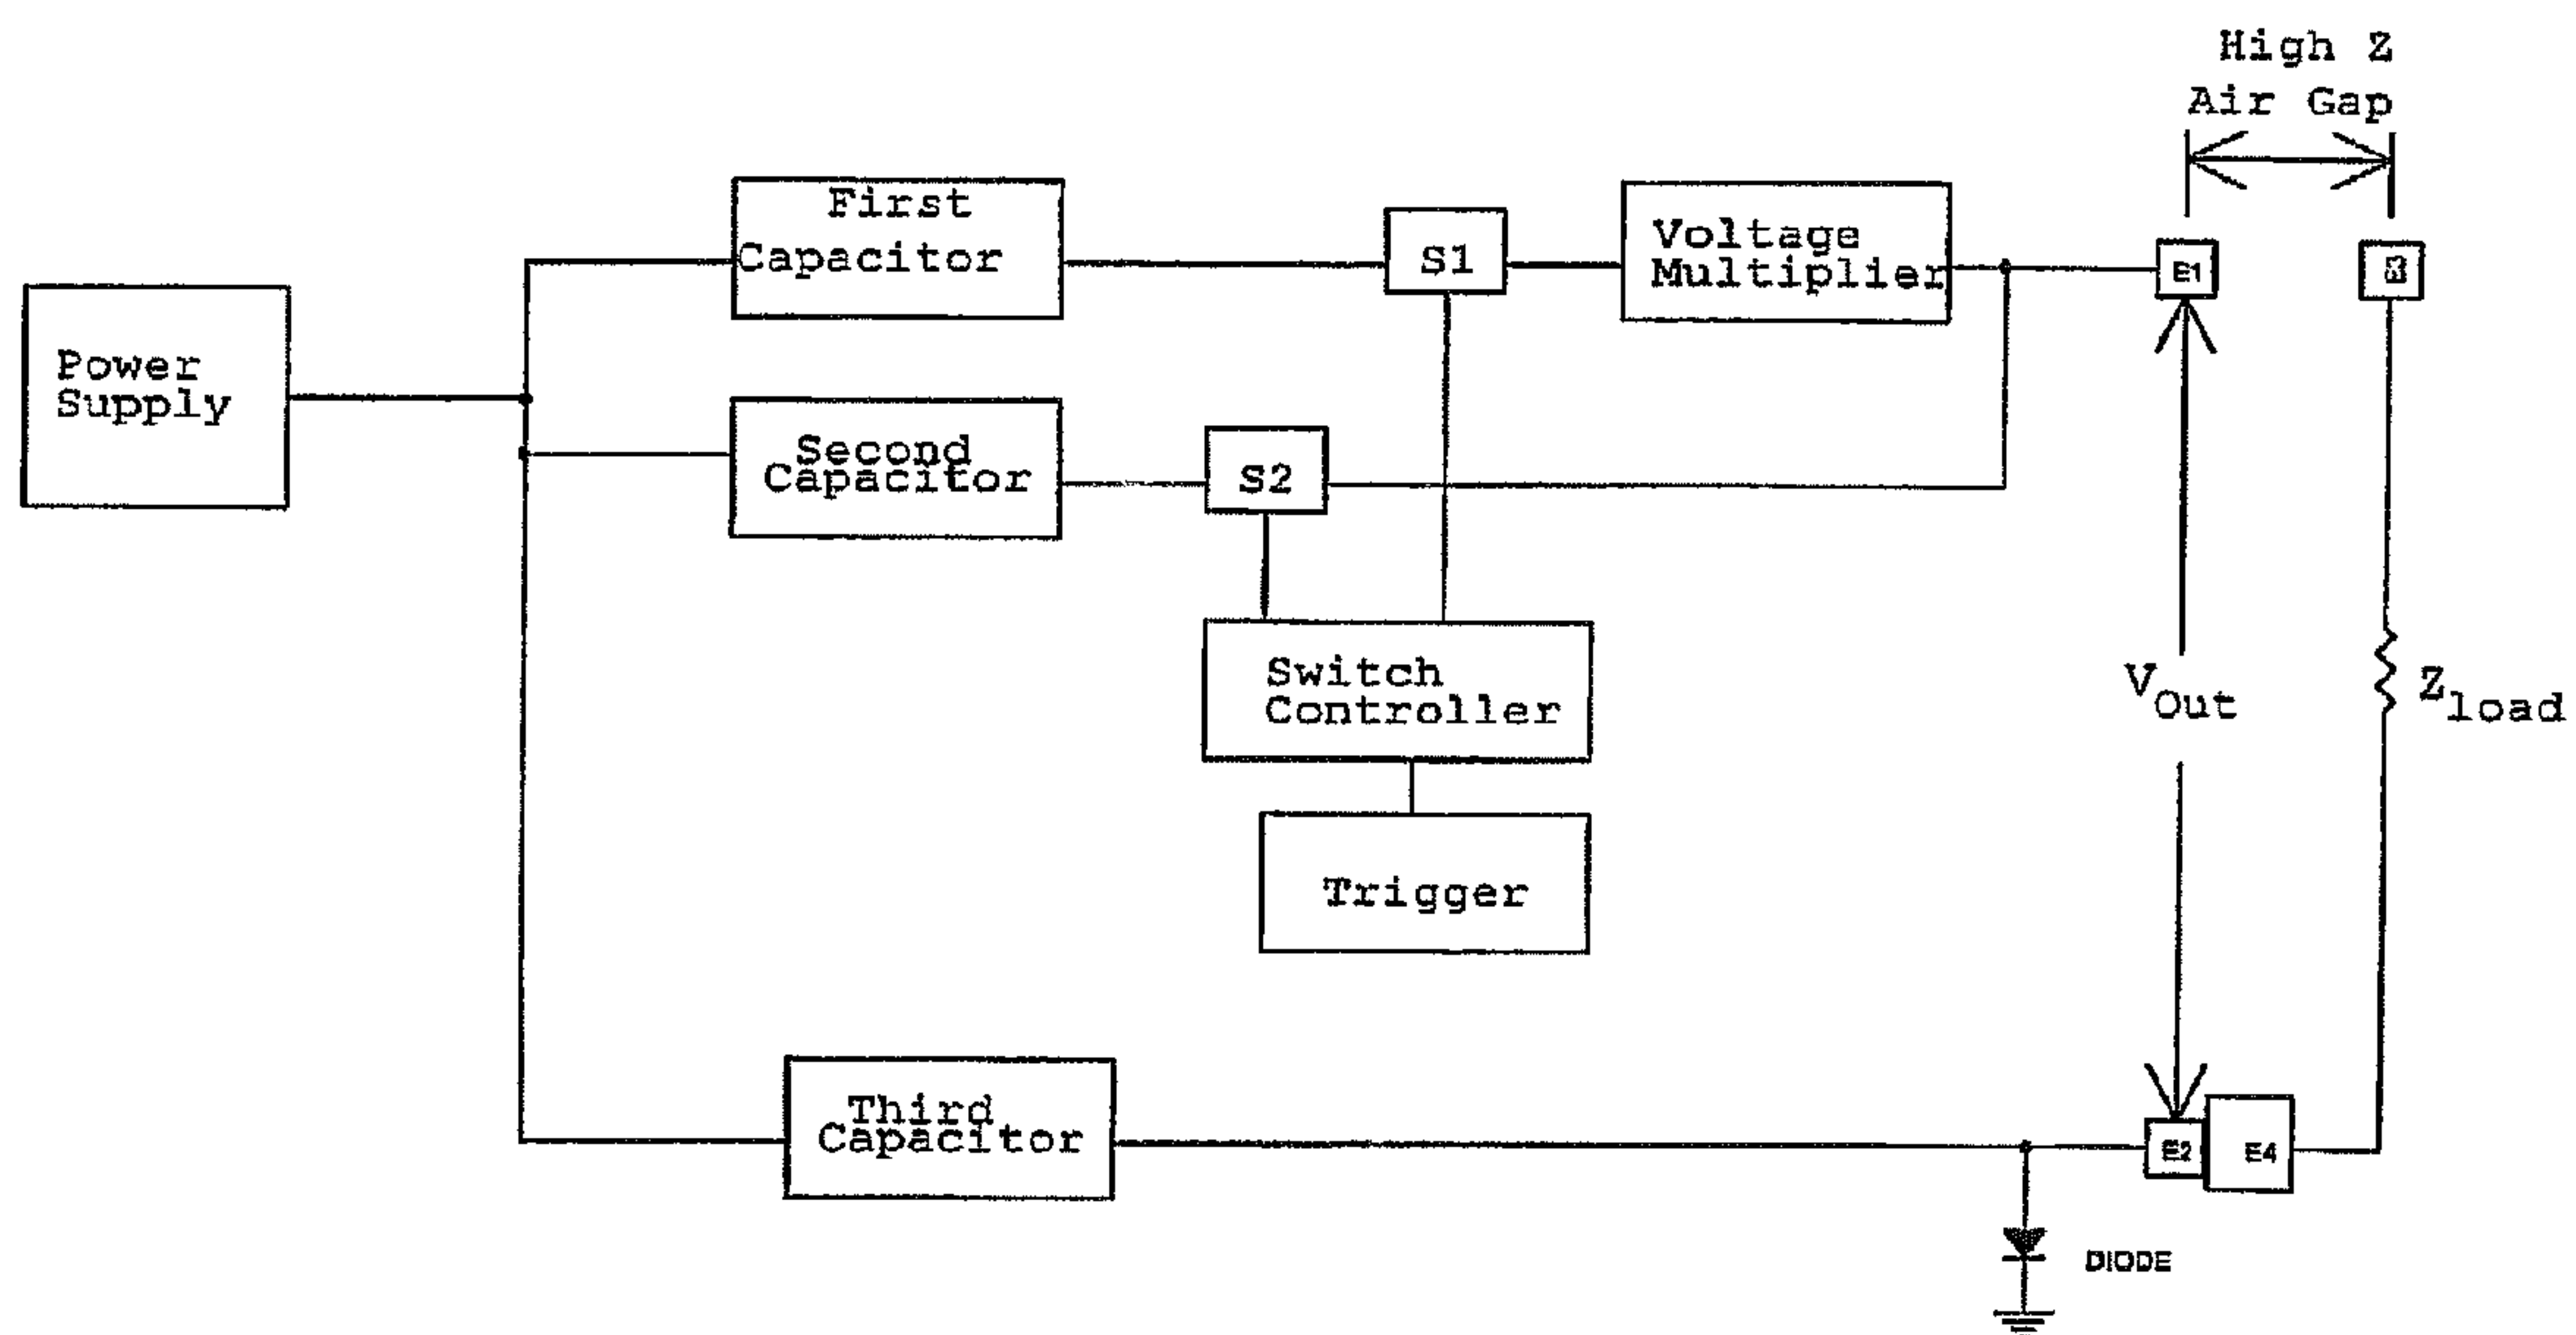 High Z
Air Gap
First
Capacitor
S1
Voltage
Multiplier
E1
E3
Power
Supply
Second
Capacitor
S2
Switch
Controller
VOut
Zload
Trigger
Third
Capacitor
E2
E4
DIODE